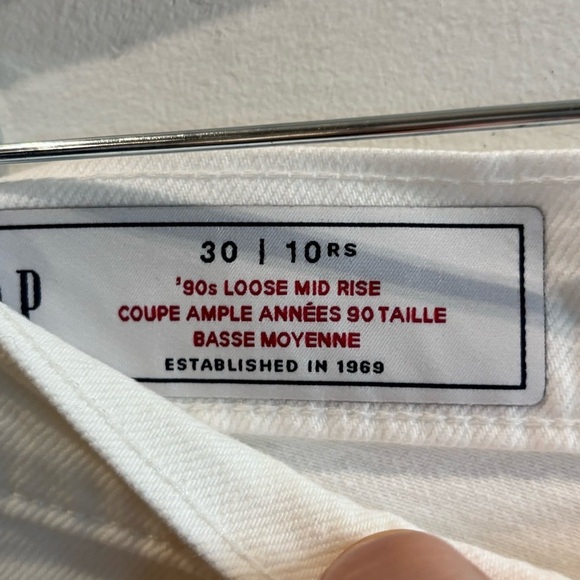 30 | 10RS
'90s LOOSE MID RISE
COUPE AMPLE ANNÉES 90 TAILLE
BASSE MOYENNE
ESTABLISHED IN 1969